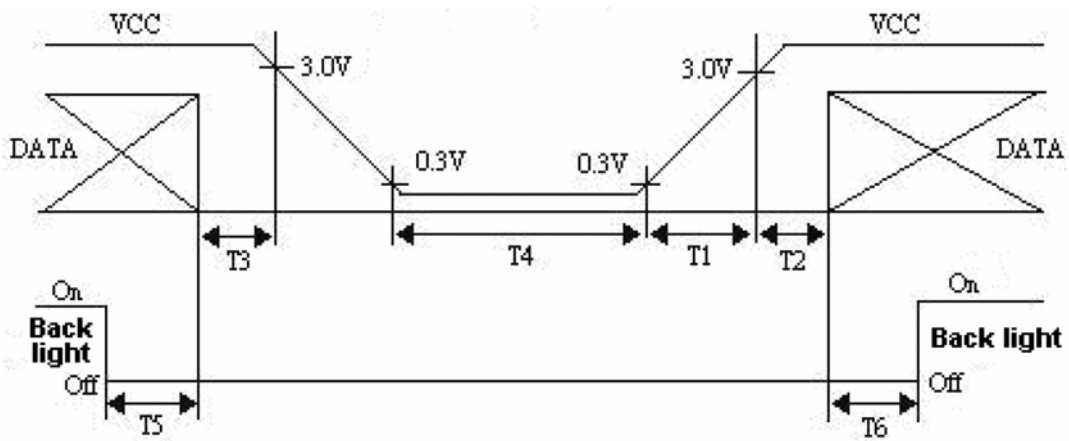 VCC
VCC
3.0V
3.0V
DATA
0.3V
0.3V
DATA
T3
T4
T1
T2
On
On
Back
light
Back light
Off
Off
T5
T6